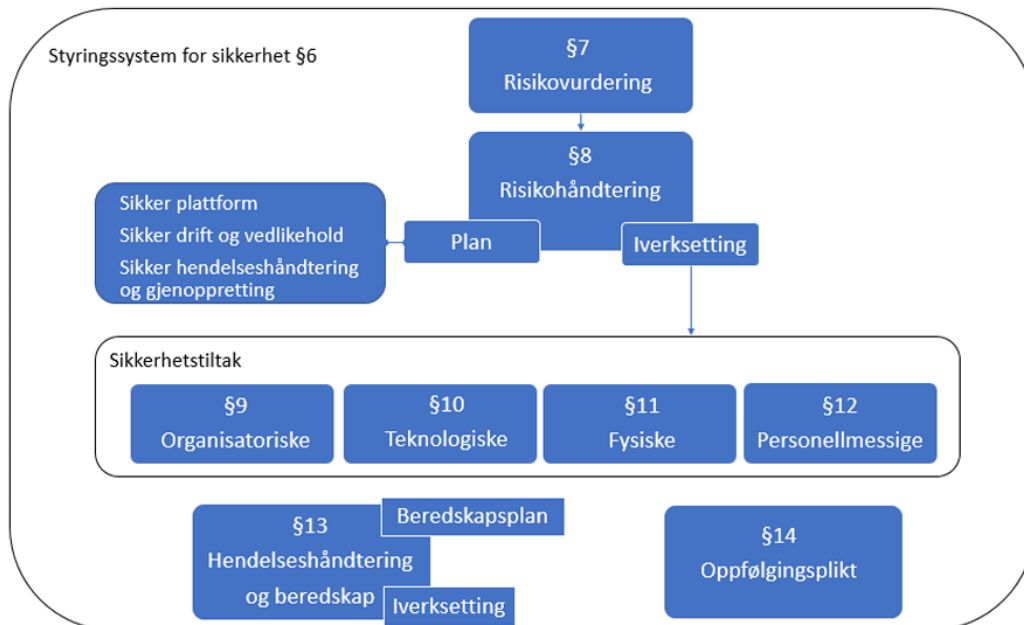 Styringssystem for sikkerhet §6
§7
Risikovurdering
§8
Risikohåndtering
Plan
Iverksetting
Sikker plattform
Sikker drift og vedlikehold
Sikker hendelseshåndtering
og gjenoppretting
Sikkerhetstiltak
§9
Organisatoriske
§10
Teknologiske
§11
Fysiske
§12
Personellmessige
§13
Hendelseshåndtering
og beredskap
Beredskapsplan
Iverksetting
§14
Oppfølgingsplikt